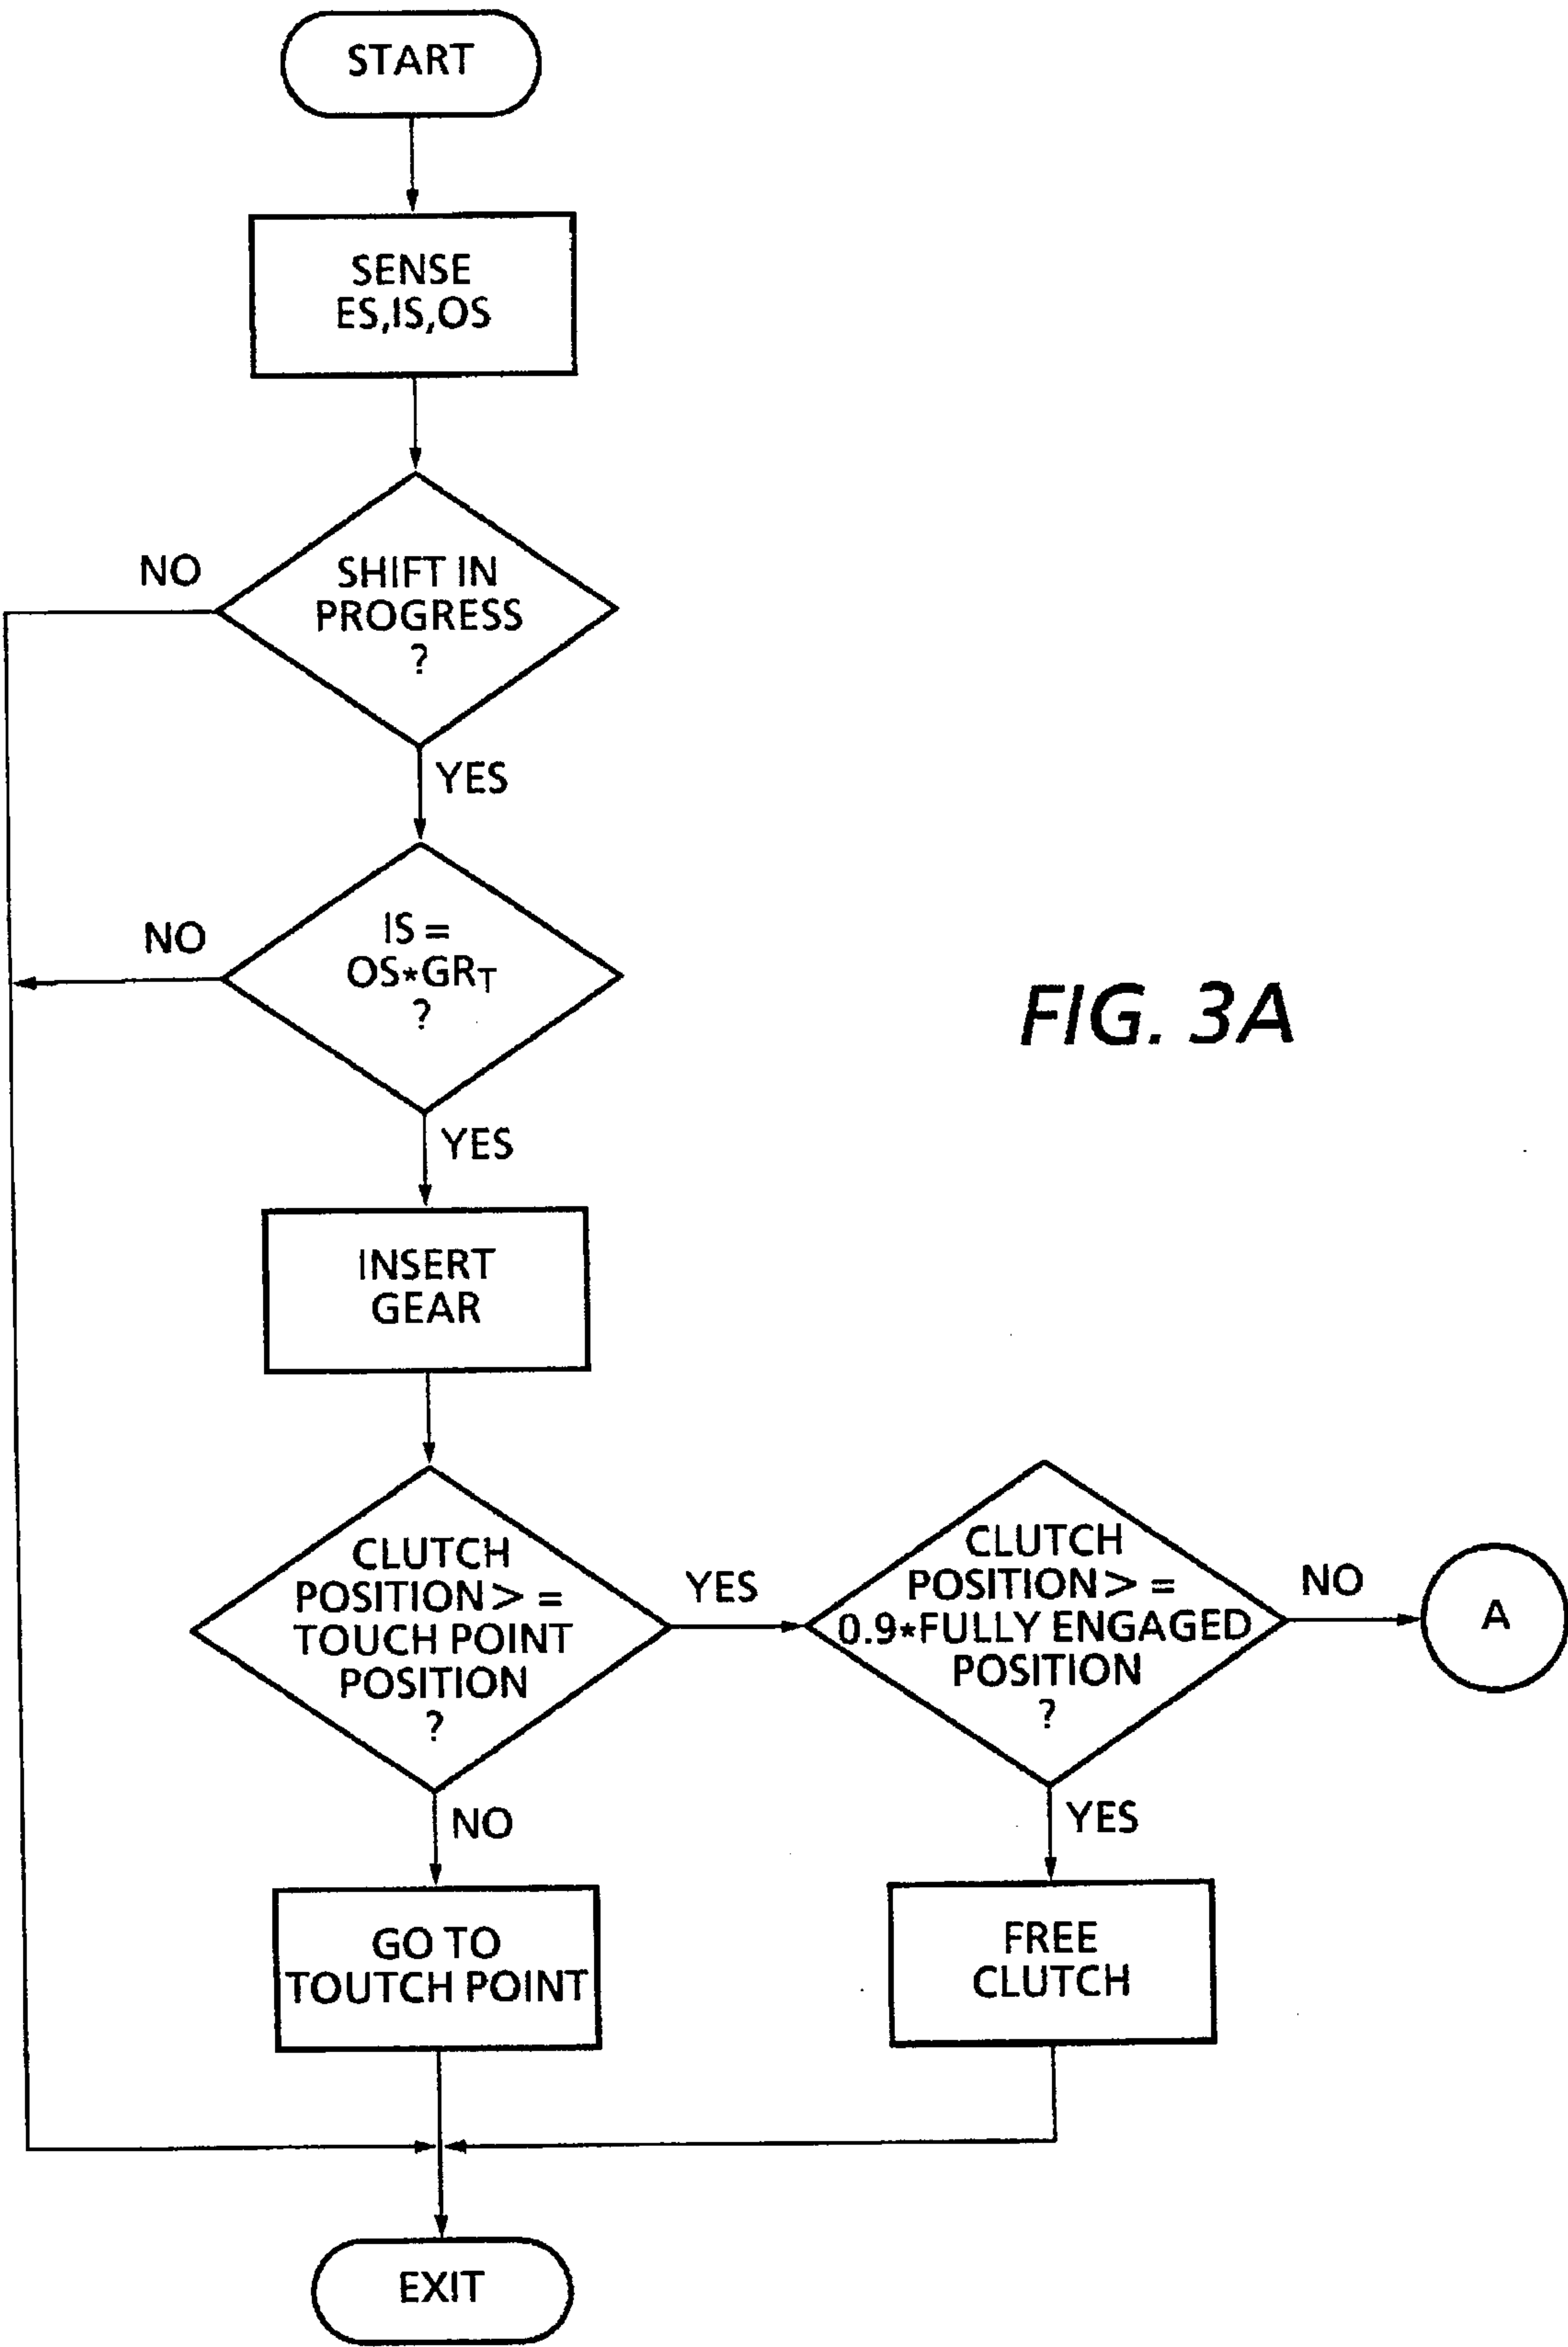 START
SENSE
ES,IS,OS
SHIFT IN
PROGRESS
?
NO
YES
IS =
OS*GRT
?
NO
YES
FIG. 3A
INSERT
GEAR
CLUTCH
POSITION> =
TOUCH POINT
POSITION
?
YES
CLUTCH
POSITION> =
0.9*FULLY ENGAGED
POSITION
?
NO
A
NO
YES
GO TO
TOUTCH POINT
FREE
CLUTCH
EXIT